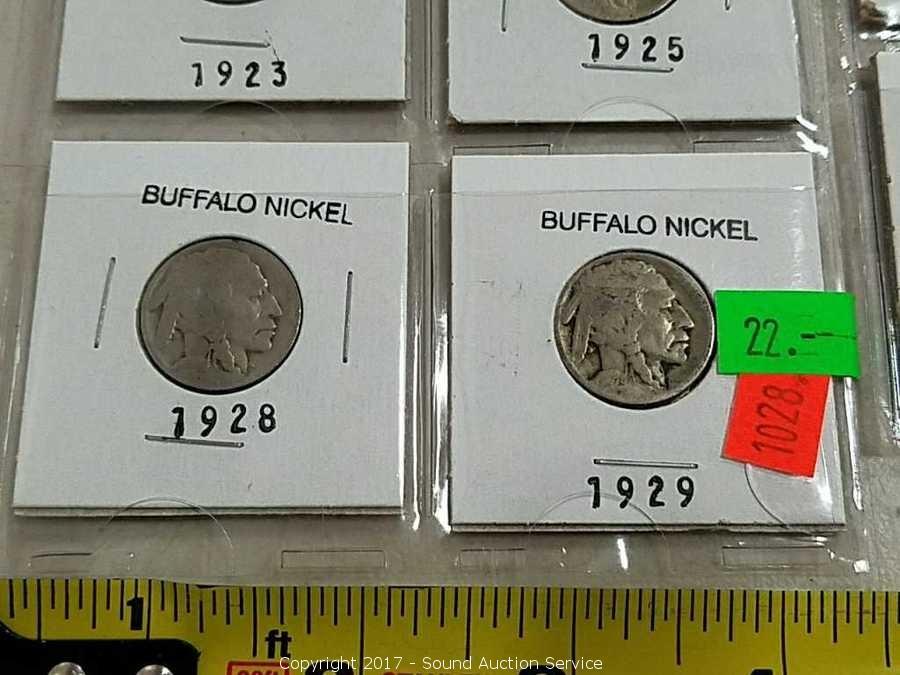 1923
1925
BUFFALO NICKEL
1928
BUFFALO NICKEL
1929
22.-
1028
1
ft
Copyright 2017 - Sound Auction Service